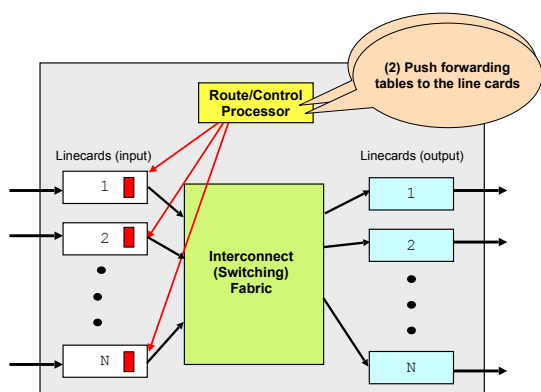 (2) Push forwarding
tables to the line cards
Route/Control
Processor
Linecards (input)
Linecards (output)
1
1
2
2
Interconnect
(Switching)
Fabric
N
N